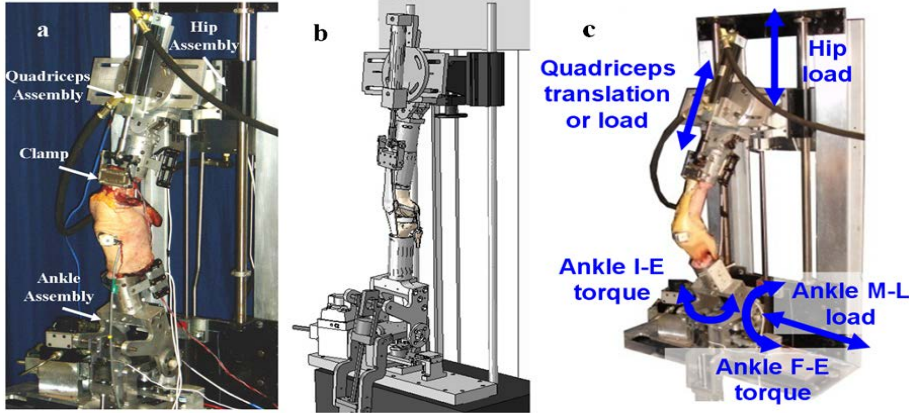 a
Hip
Assembly
Quadriceps
Assembly
Clamp
Ankle
Assembly
b
c
Hip
load
Quadriceps
translation
or load
Ankle I-E
torque
Ankle M-L
load
Ankle F-E
torque